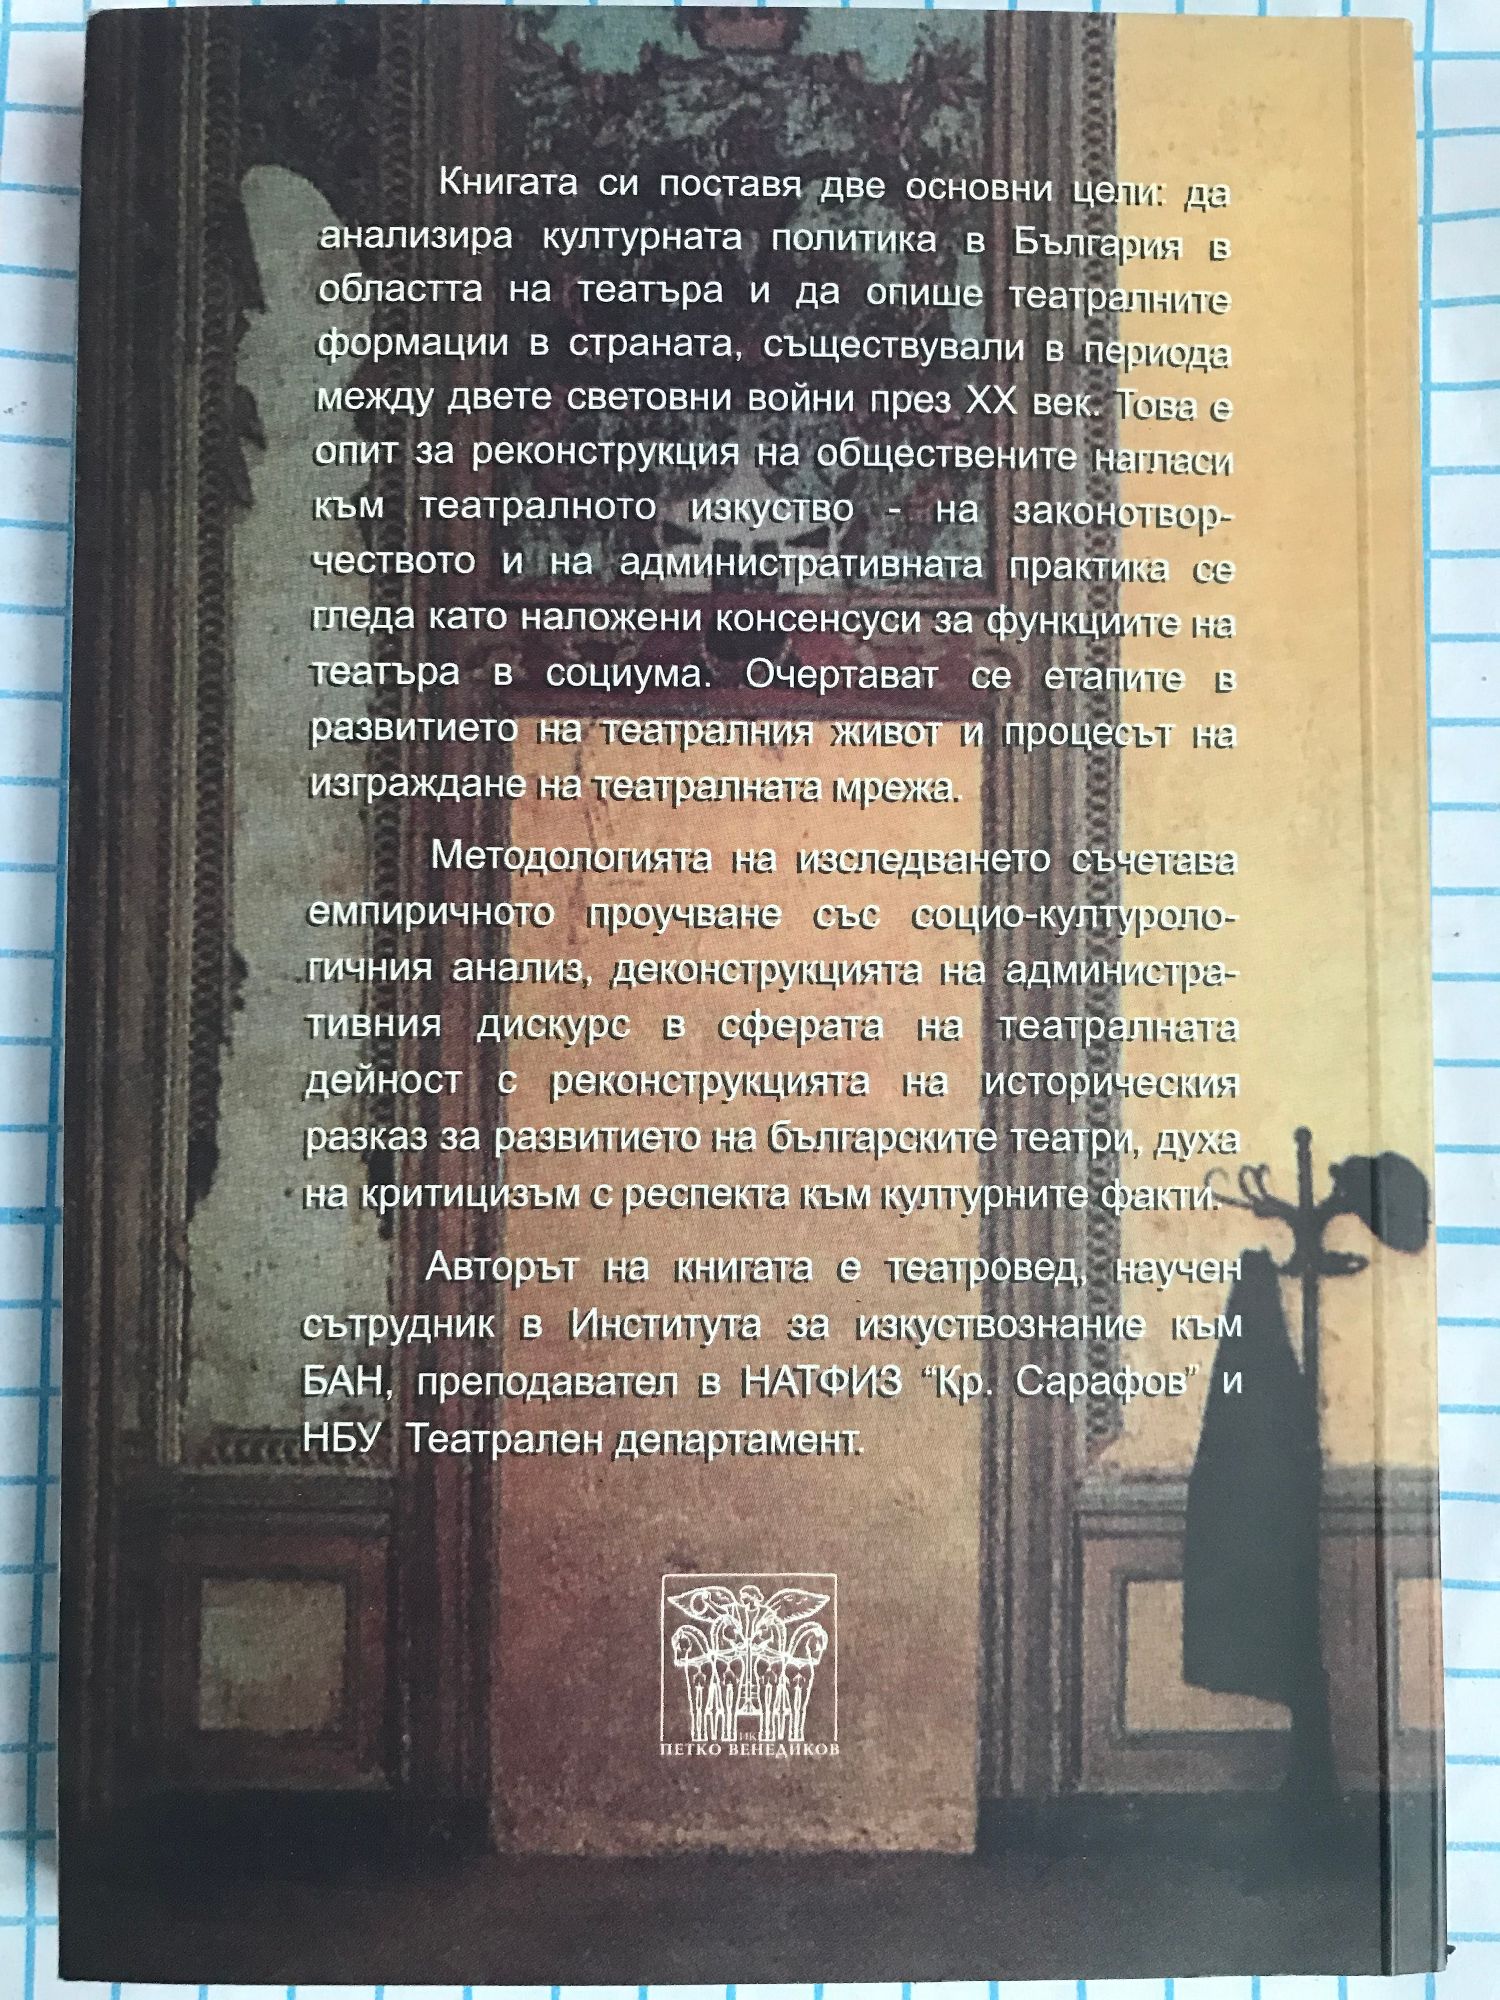 Книгата си поставя две основни цели: да
анализира културната политика в България в
областта на театъра и да опише театралните
формации в страната, съществували в периода
между двете световни войни през XX век. Това е
опит за реконструкция на обществените нагласи
към театралното изкуство - на законотвор-
чеството и на административната практика се
гледа като наложени консенсуси за функциите на
театъра в социума. Очертават се етапите в
развитието на театралния живот и процесът на
изграждане на театралната мрежа.
Методологията на изследването съчетава
емпиричното проучване със социо-културоло-
гичния анализ, деконструкцията на администра-
тивния дискурс в сферата на театралната
дейност с реконструкцията на историческия
разказ за развитието на българските театри, духа
на критицизъм с респекта към културните факти.
Авторът на книгата е театровед, научен
сътрудник в Института за изкуствознание към
БАН, преподавател в НАТФИЗ “Кр. Сарафов” и
НБУ Театрален департамент.
ИК
ПЕТКО ВЕНЕДИКОВ